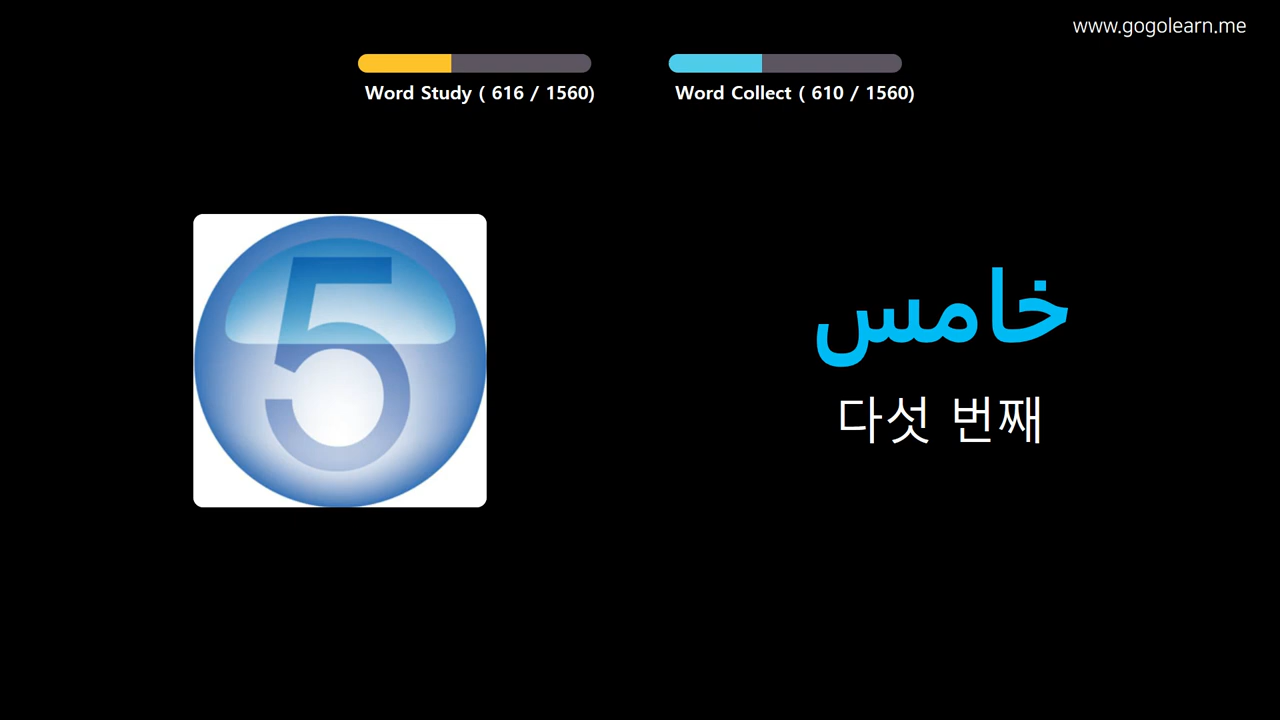 www.gogolearn.me
Word Study ( 616 / 1560)
Word Collect ( 610 / 1560)
5
خامس
다섯 번째